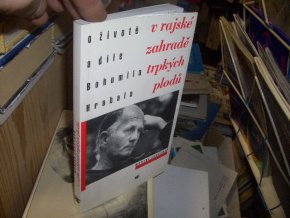 O životě
a díle
Bohumila
Hrabala
v rajské
zahradě
trpkých
plodů